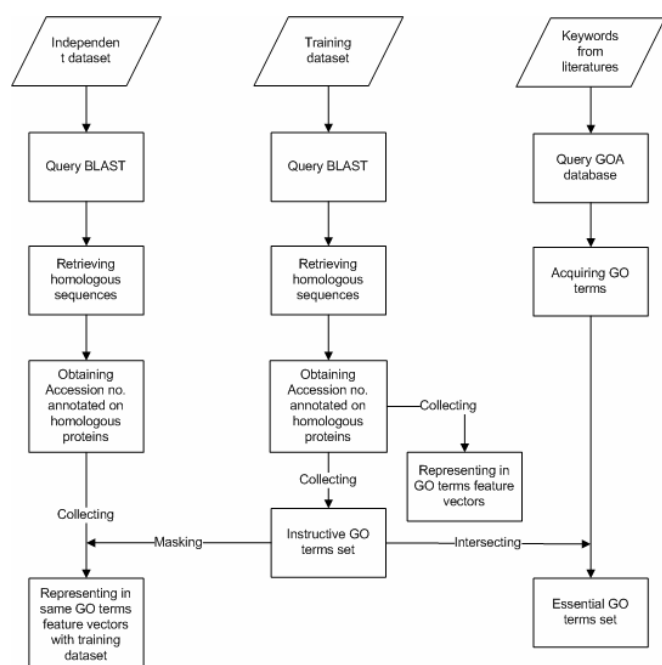 Independen
t dataset
Training
dataset
Keywords
from
literatures
Query BLAST
Query BLAST
Query GOA
database
Retrieving
homologous
sequences
Retrieving
homologous
sequences
Acquiring GO
terms
Obtaining
Accession no.
annotated on
homologous
proteins
Obtaining
Accession no.
annotated on
homologous
proteins
Collecting
Representing in
GO terms feature
vectors
Collecting
Collecting
Masking
Instructive GO
terms set
Intersecting
Representing in
same GO terms
feature vectors
with training
dataset
Essential GO
terms set